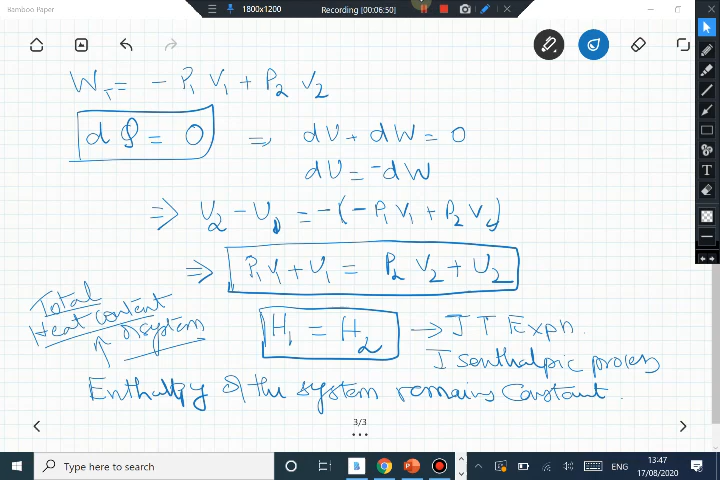 Bamboo Paper
1800x1200
Recording [00:06:50]
W_T = - P₁ V₁ + P₂ V₂
dQ = 0 ⇒ dU + dW = 0
dU = -dW
⇒ U₂ - U₁ = -(-P₁ V₁ + P₂ V₂)
⇒ P₁V₁ + U₁ = P₂ V₂ + U₂
Total
Heat content
of system
H₁ = H₂ → J T Expn
Isenthalpic process
Enthalpy of the system remains constant.
3/3
T
Type here to search
ENG
13:47
17/08/2020